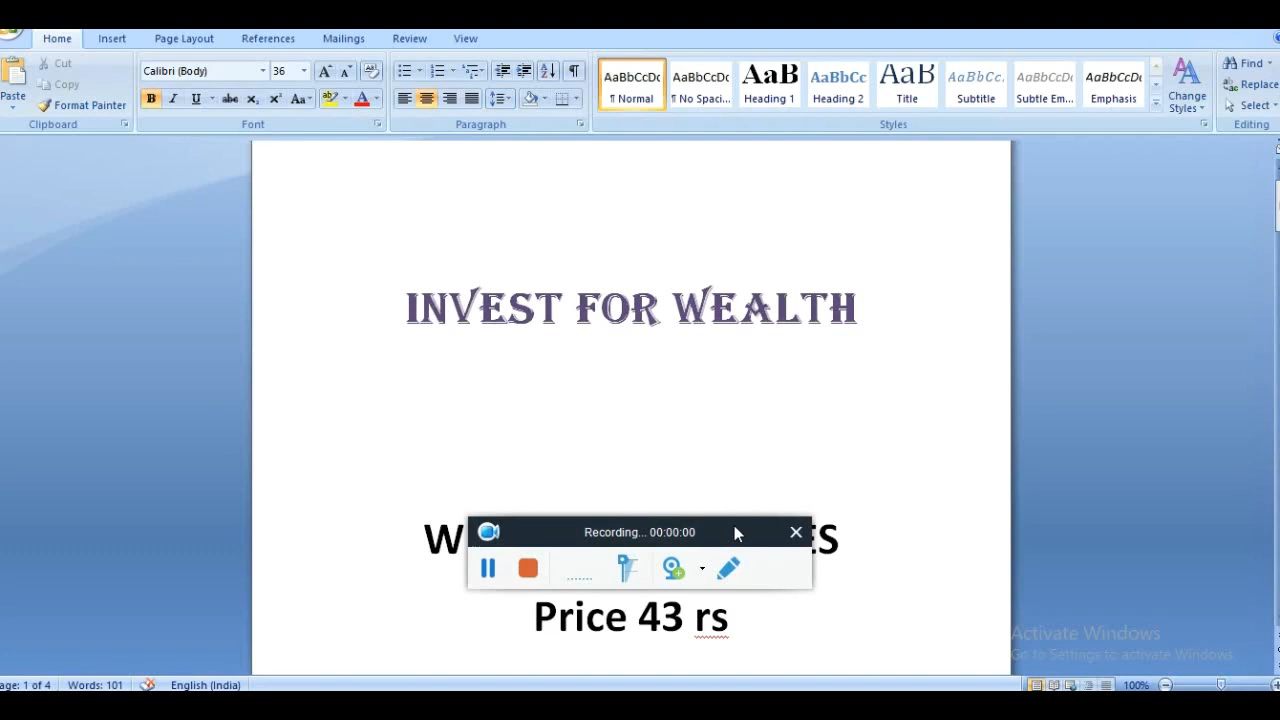 Home Insert Page Layout References Mailings Review View
Cut
Copy
Format Painter
Paste
Clipboard
Calibri (Body) 36
Font
Paragraph
AaBbCcDc AaBbCcDc AaB AaBbCc AaB AaBbCc. AaBbCcDc AaBbCcDc
¶ Normal ¶ No Spaci... Heading 1 Heading 2 Title Subtitle Subtle Em... Emphasis
Change
Styles
Styles
Find
Replace
Select
Editing
INVEST FOR WEALTH
Recording... 00:00:00
Price 43 rs
Activate Windows
Go to Settings to activate Windows.
age: 1 of 4 Words: 101 English (India) 100%